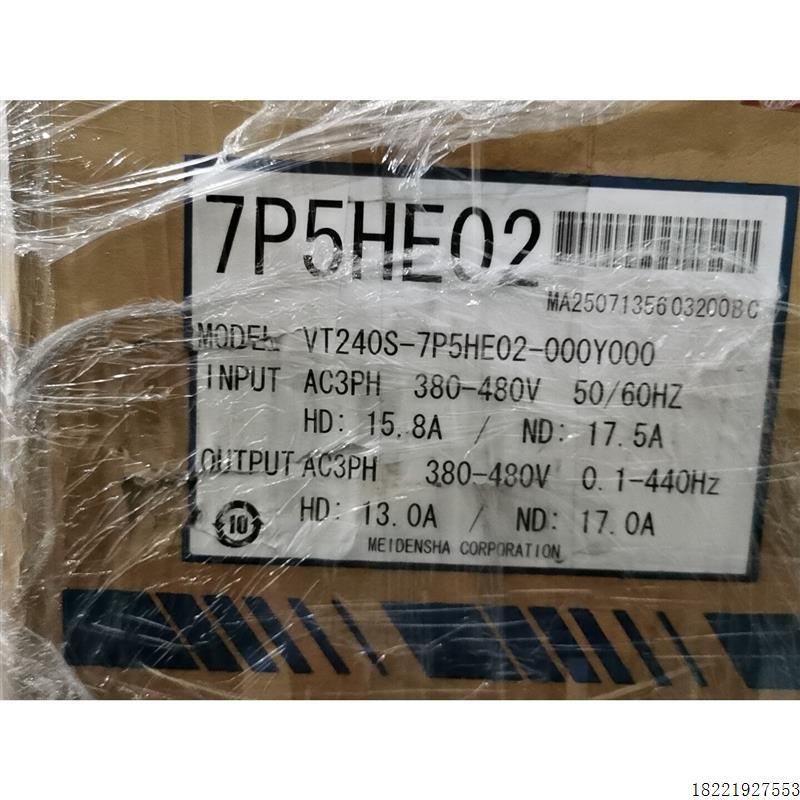 7P5HE02
MA2507135603200BC
MODEL VT240S-7P5HE02-000Y000
INPUT AC3PH 380-480V 50/60HZ
HD: 15.8A / ND: 17.5A
OUTPUT AC3PH 380-480V 0.1-440Hz
HD: 13.0A / ND: 17.0A
10
MEIDENSHA CORPORATION
18221927553